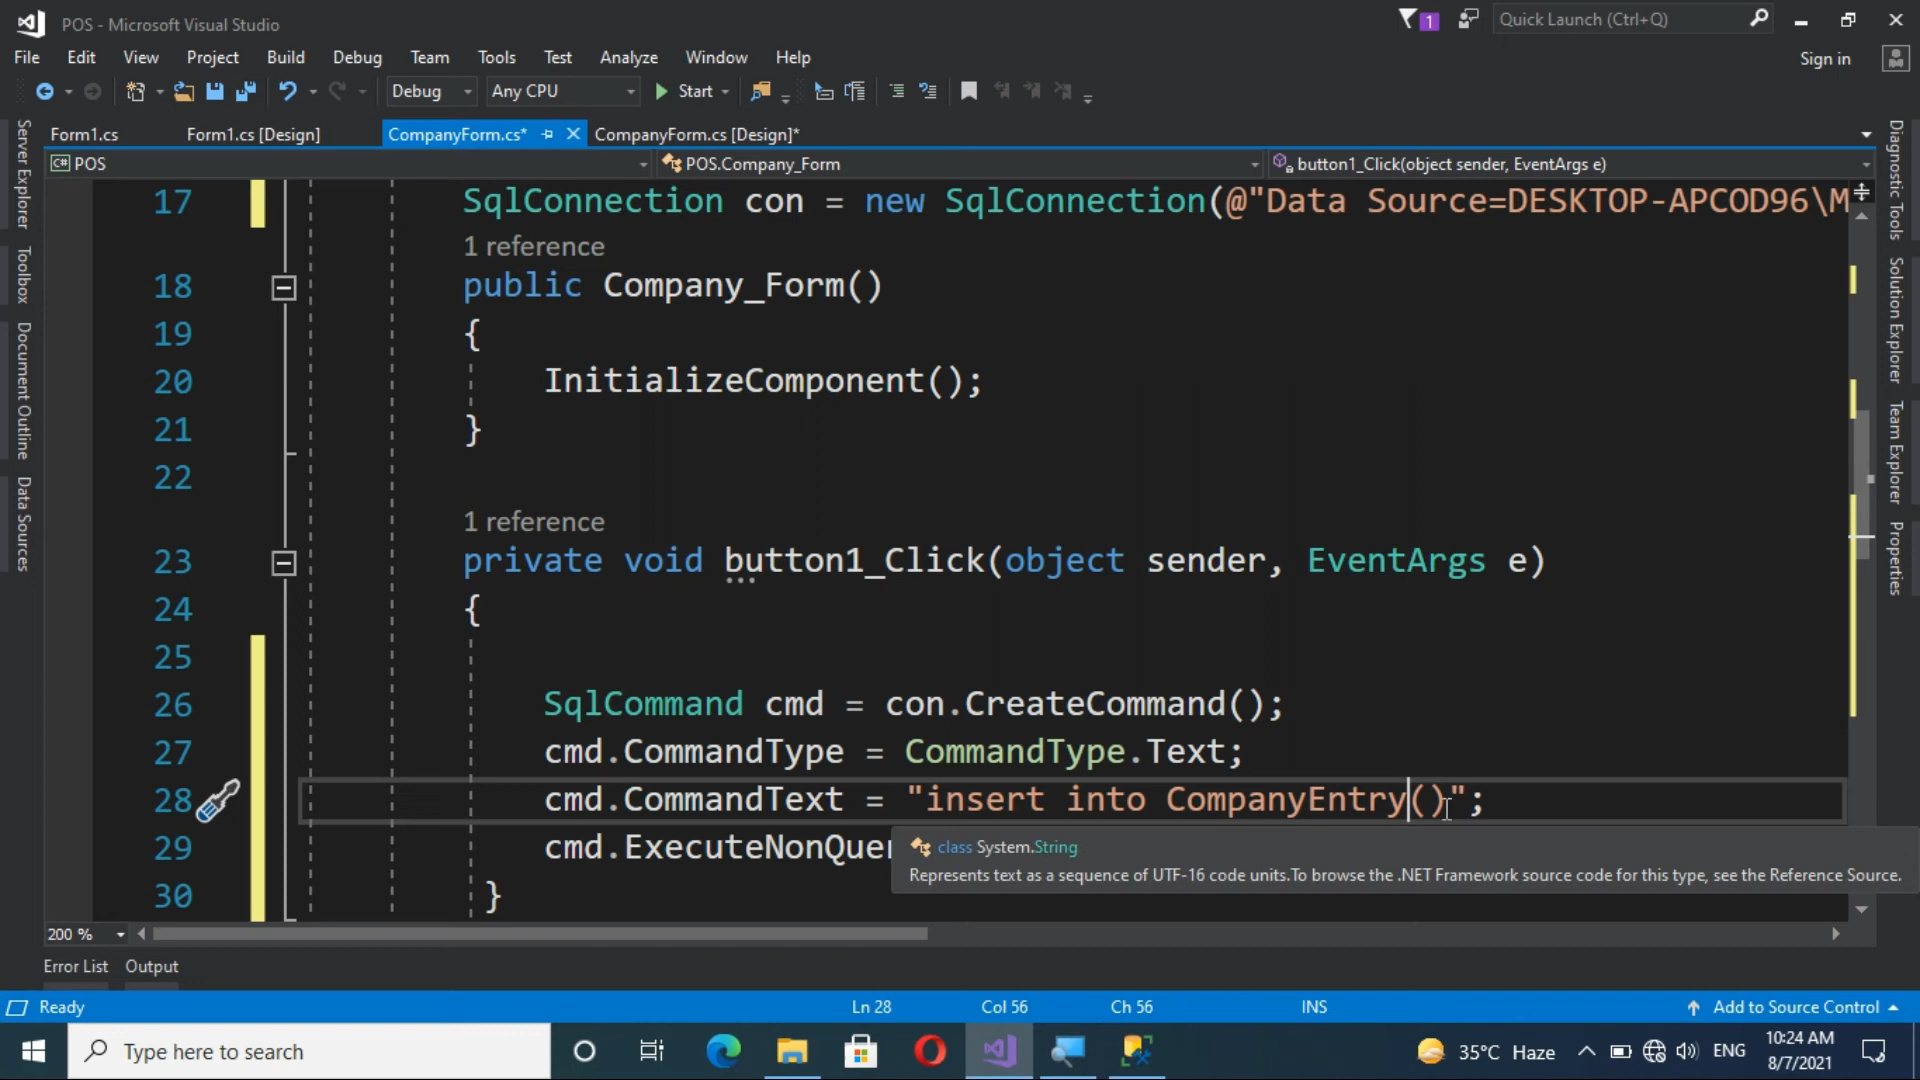 POS - Microsoft Visual Studio
1
Quick Launch (Ctrl+Q)
File Edit View Project Build Debug Team Tools Test Analyze Window Help
Sign in
Debug Any CPU Start
Form1.cs Form1.cs [Design] CompanyForm.cs* CompanyForm.cs [Design]*
C# POS POS.Company_Form button1_Click(object sender, EventArgs e)
Server Explorer
Toolbox
Document Outline
Data Sources
17 SqlConnection con = new SqlConnection(@"Data Source=DESKTOP-APCOD96\M
1 reference
18 public Company_Form()
19 {
20 InitializeComponent();
21 }
22
1 reference
23 private void button1_Click(object sender, EventArgs e)
24 {
25
26 SqlCommand cmd = con.CreateCommand();
27 cmd.CommandType = CommandType.Text;
28 cmd.CommandText = "insert into CompanyEntry()";
29 cmd.ExecuteNonQuer
class System.String
Represents text as a sequence of UTF-16 code units.To browse the .NET Framework source code for this type, see the Reference Source.
30 }
Diagnostic Tools
Solution Explorer
Team Explorer
Properties
200 %
Error List Output
Ready Ln 28 Col 56 Ch 56 INS Add to Source Control
Type here to search
35°C Haze ENG 10:24 AM
8/7/2021